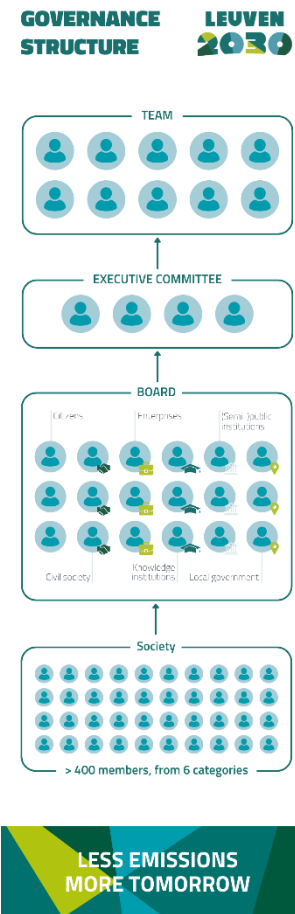 GOVERNANCE
STRUCTURE
LEUVEN
2030
TEAM
EXECUTIVE COMMITTEE
BOARD
Citizens
Enterprises
(Semi-)public
institutions
Civil society
Knowledge
institutions
Local government
Society
> 400 members, from 6 categories
LESS EMISSIONS
MORE TOMORROW